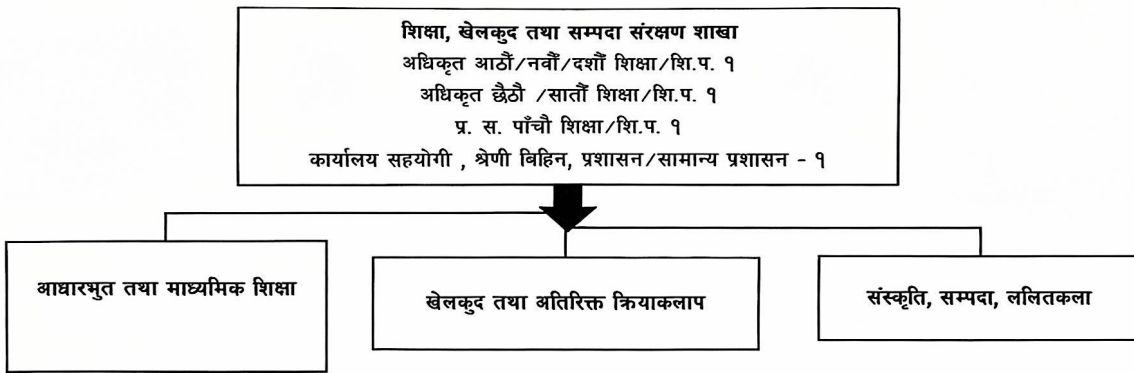 शिक्षा, खेलकुद तथा सम्पदा संरक्षण शाखा
अधिकृत आठौं/नवौं/दशौं शिक्षा/शि.प. १
अधिकृत छैठौ /सातौं शिक्षा/शि.प. १
प्र. स. पाँचौ शिक्षा/शि.प. १
कार्यालय सहयोगी , श्रेणी बिहिन, प्रशासन/सामान्य प्रशासन - १
आधारभुत तथा माध्यमिक शिक्षा
खेलकुद तथा अतिरिक्त क्रियाकलाप
संस्कृति, सम्पदा, ललितकला